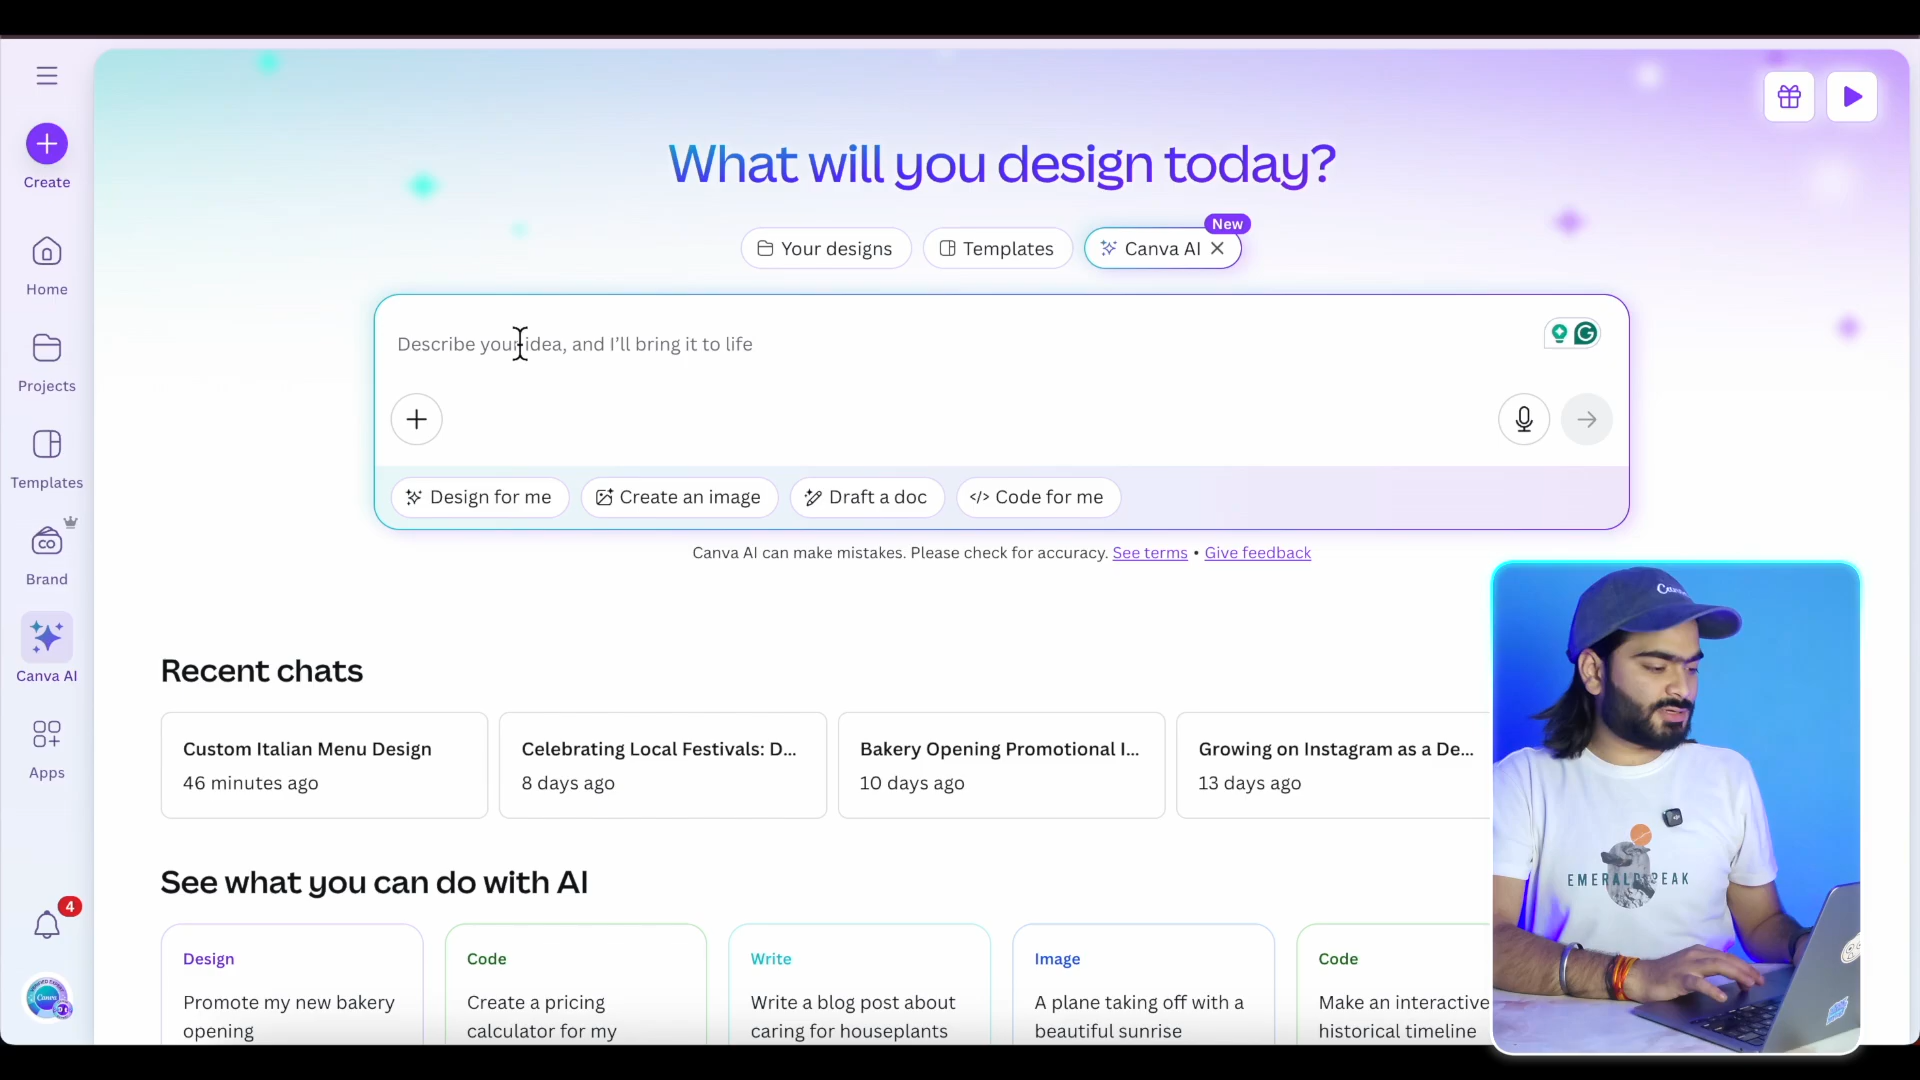 Create
Home
Projects
Templates
CO
Brand
Canva AI
Apps
4
Canva
What will you design today?
New
Your designs
Templates
Canva AI
Describe your idea, and I'll bring it to life
Design for me
Create an image
Draft a doc
</> Code for me
Canva AI can make mistakes. Please check for accuracy. See terms • Give feedback
Recent chats
Custom Italian Menu Design
46 minutes ago
Celebrating Local Festivals: D...
8 days ago
Bakery Opening Promotional I...
10 days ago
Growing on Instagram as a De...
13 days ago
See what you can do with AI
Design
Promote my new bakery
opening
Code
Create a pricing
calculator for my
Write
Write a blog post about
caring for houseplants
Image
A plane taking off with a
beautiful sunrise
Code
Make an interactive
historical timeline
EMERALD PEAK